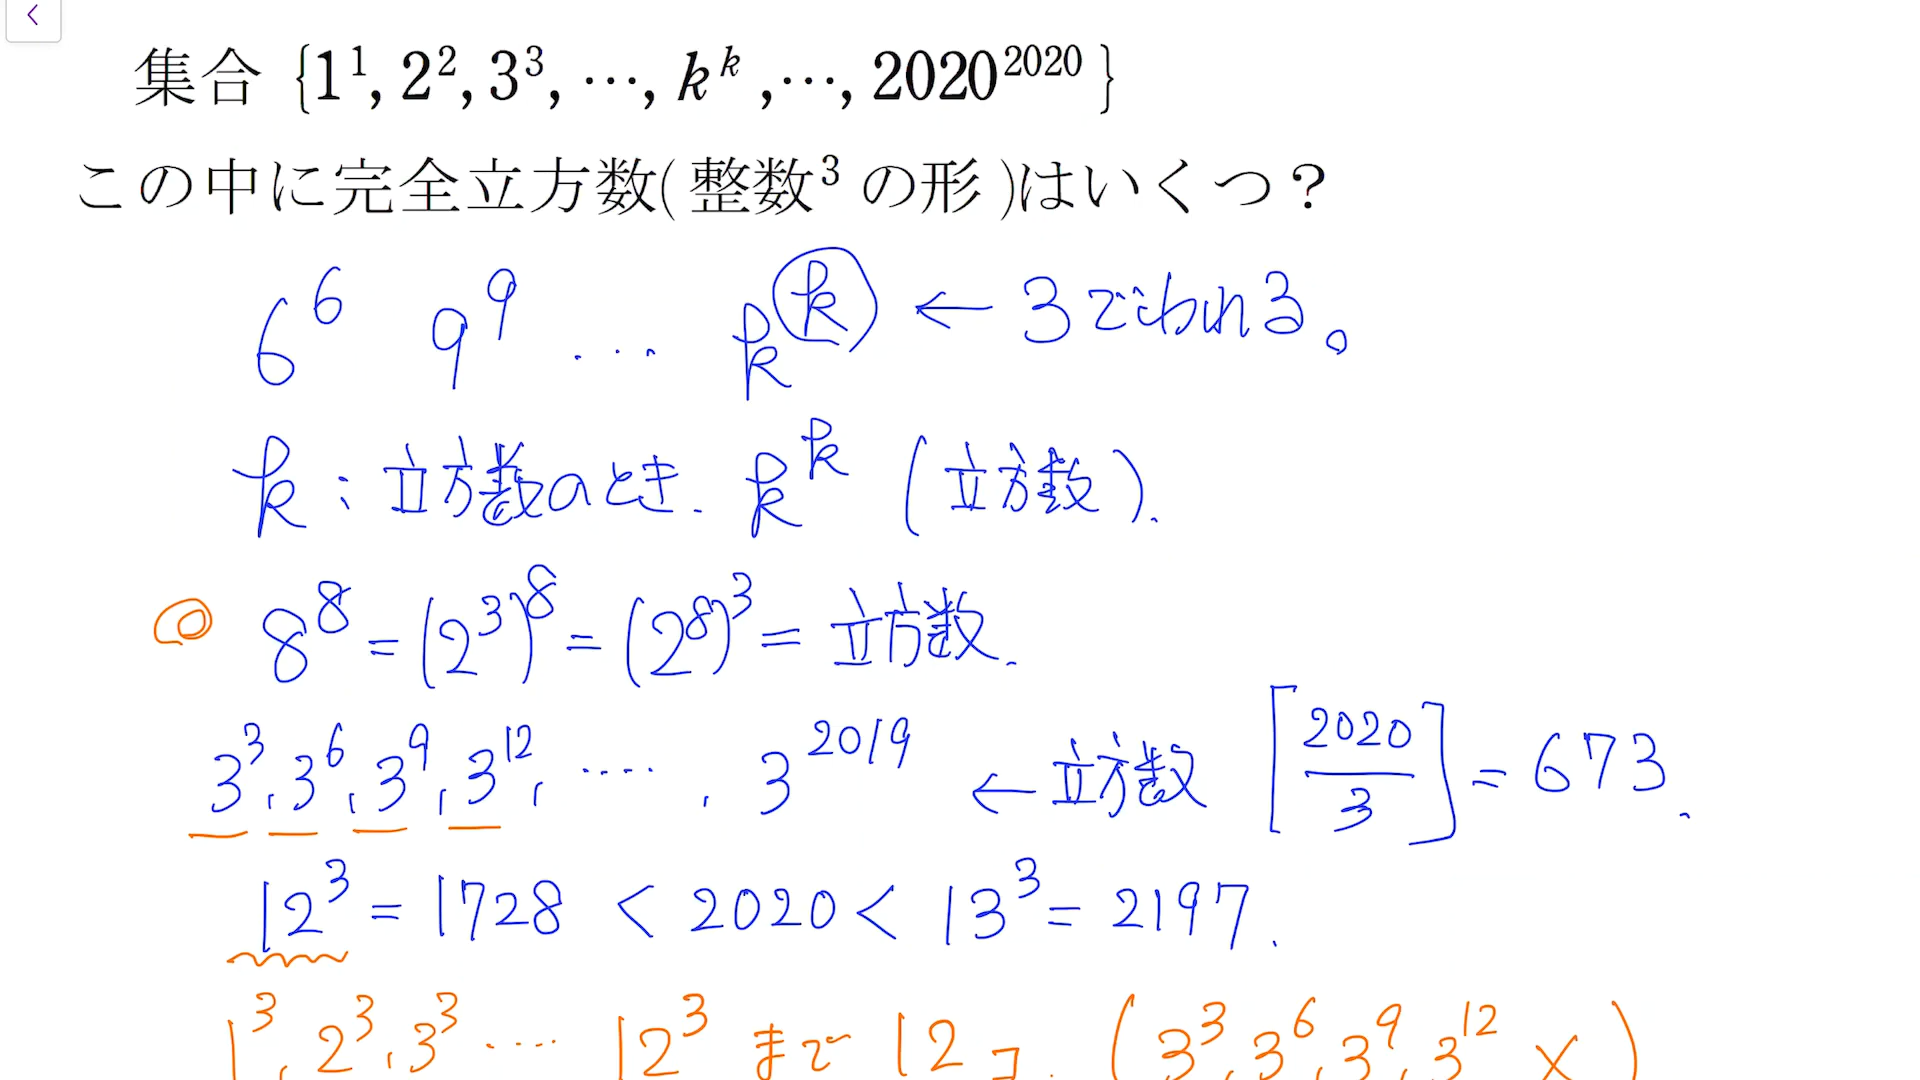 集合 {1¹, 2², 3³, ⋯, kᵏ, ⋯, 2020²⁰²⁰}
この中に完全立方数(整数³ の形)はいくつ?
6⁶ 9⁹ ⋯ kᵏ ← 3でわれる。
k : 立方数のとき. kᵏ (立方数).
◎ 8⁸ = (2³)⁸ = (2⁸)³ = 立方数.
3³, 3⁶, 3⁹, 3¹², ⋯⋯, 3²⁰¹⁹ ← 立方数 [2020/3] = 673.
12³ = 1728 < 2020 < 13³ = 2197.
1³, 2³, 3³ ⋯⋯ 12³ まで 12コ. (3³, 3⁶, 3⁹, 3¹² ×)